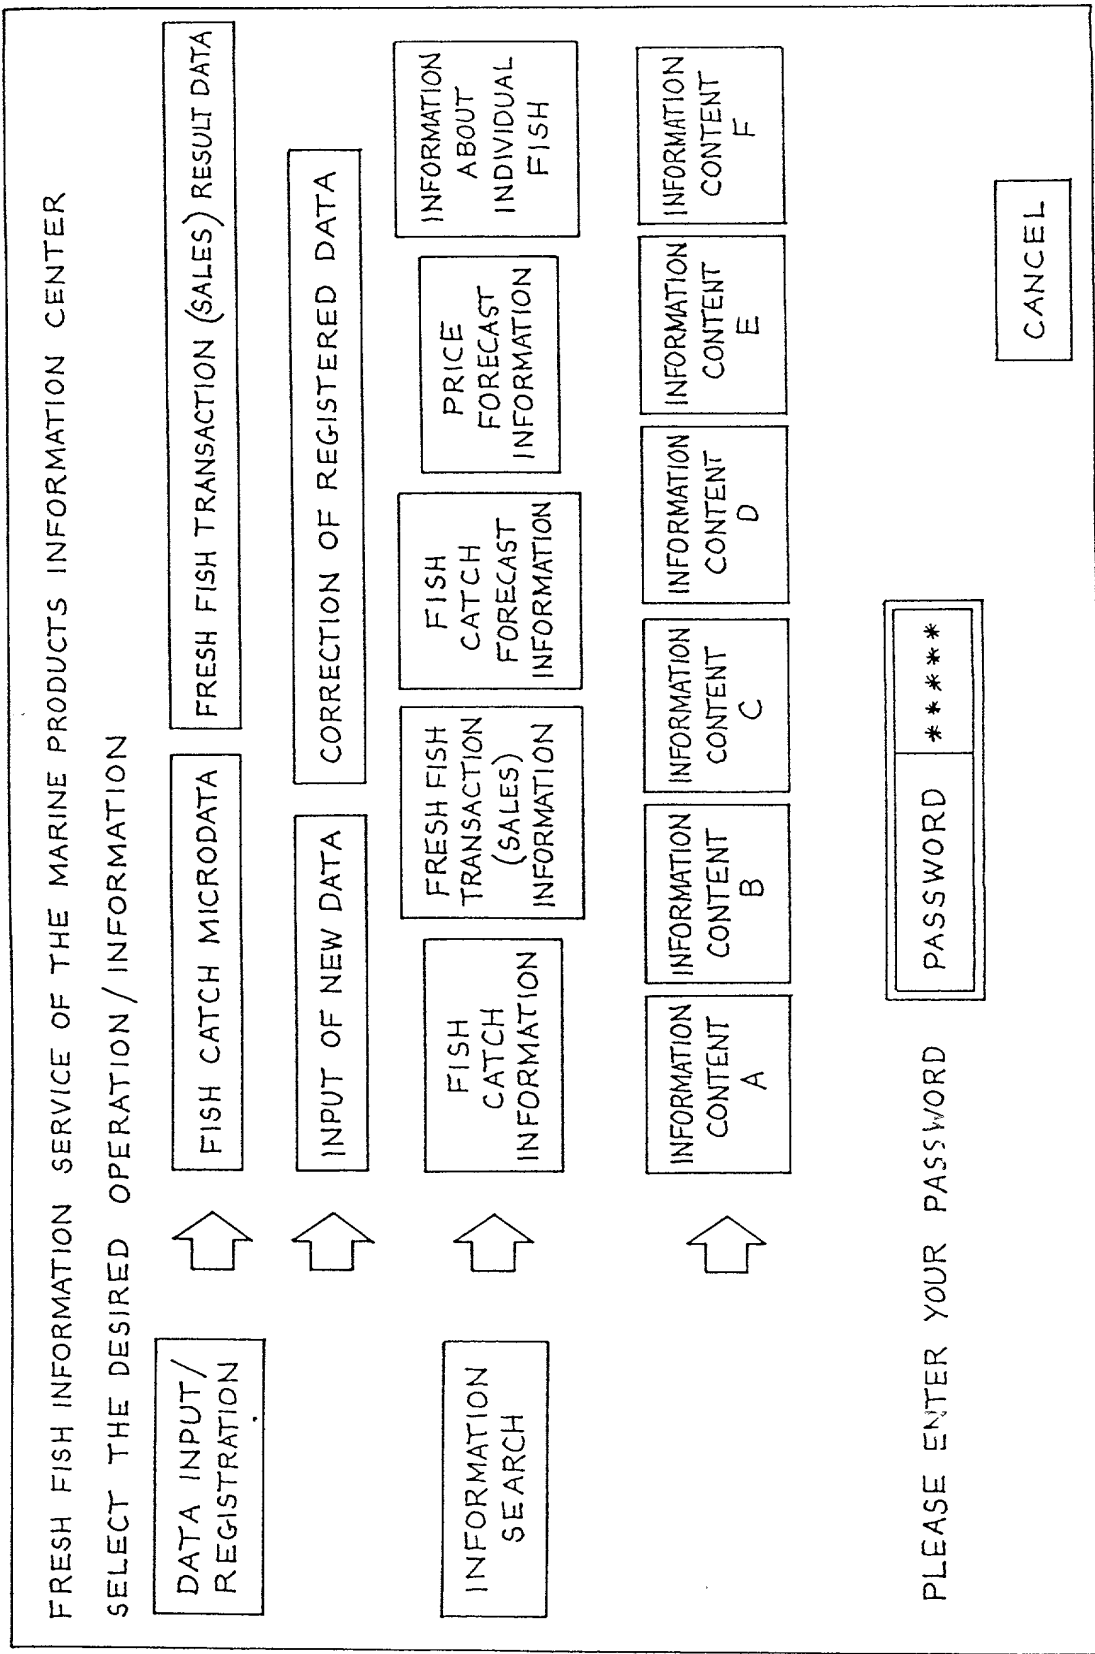 FRESH FISH INFORMATION SERVICE OF THE MARINE PRODUCTS INFORMATION CENTER
SELECT THE DESIRED OPERATION/INFORMATION
DATA INPUT/
REGISTRATION
FISH CATCH MICRODATA
FRESH FISH TRANSACTION (SALES) RESULT DATA
INPUT OF NEW DATA
CORRECTION OF REGISTERED DATA
INFORMATION
SEARCH
FISH
CATCH
INFORMATION
FRESH FISH
TRANSACTION
(SALES)
INFORMATION
FISH
CATCH
FORECAST
INFORMATION
PRICE
FORECAST
INFORMATION
INFORMATION
ABOUT
INDIVIDUAL
FISH
INFORMATION
CONTENT
A
INFORMATION
CONTENT
B
INFORMATION
CONTENT
C
INFORMATION
CONTENT
D
INFORMATION
CONTENT
E
INFORMATION
CONTENT
F
PLEASE ENTER YOUR PASSWORD
PASSWORD
******
CANCEL